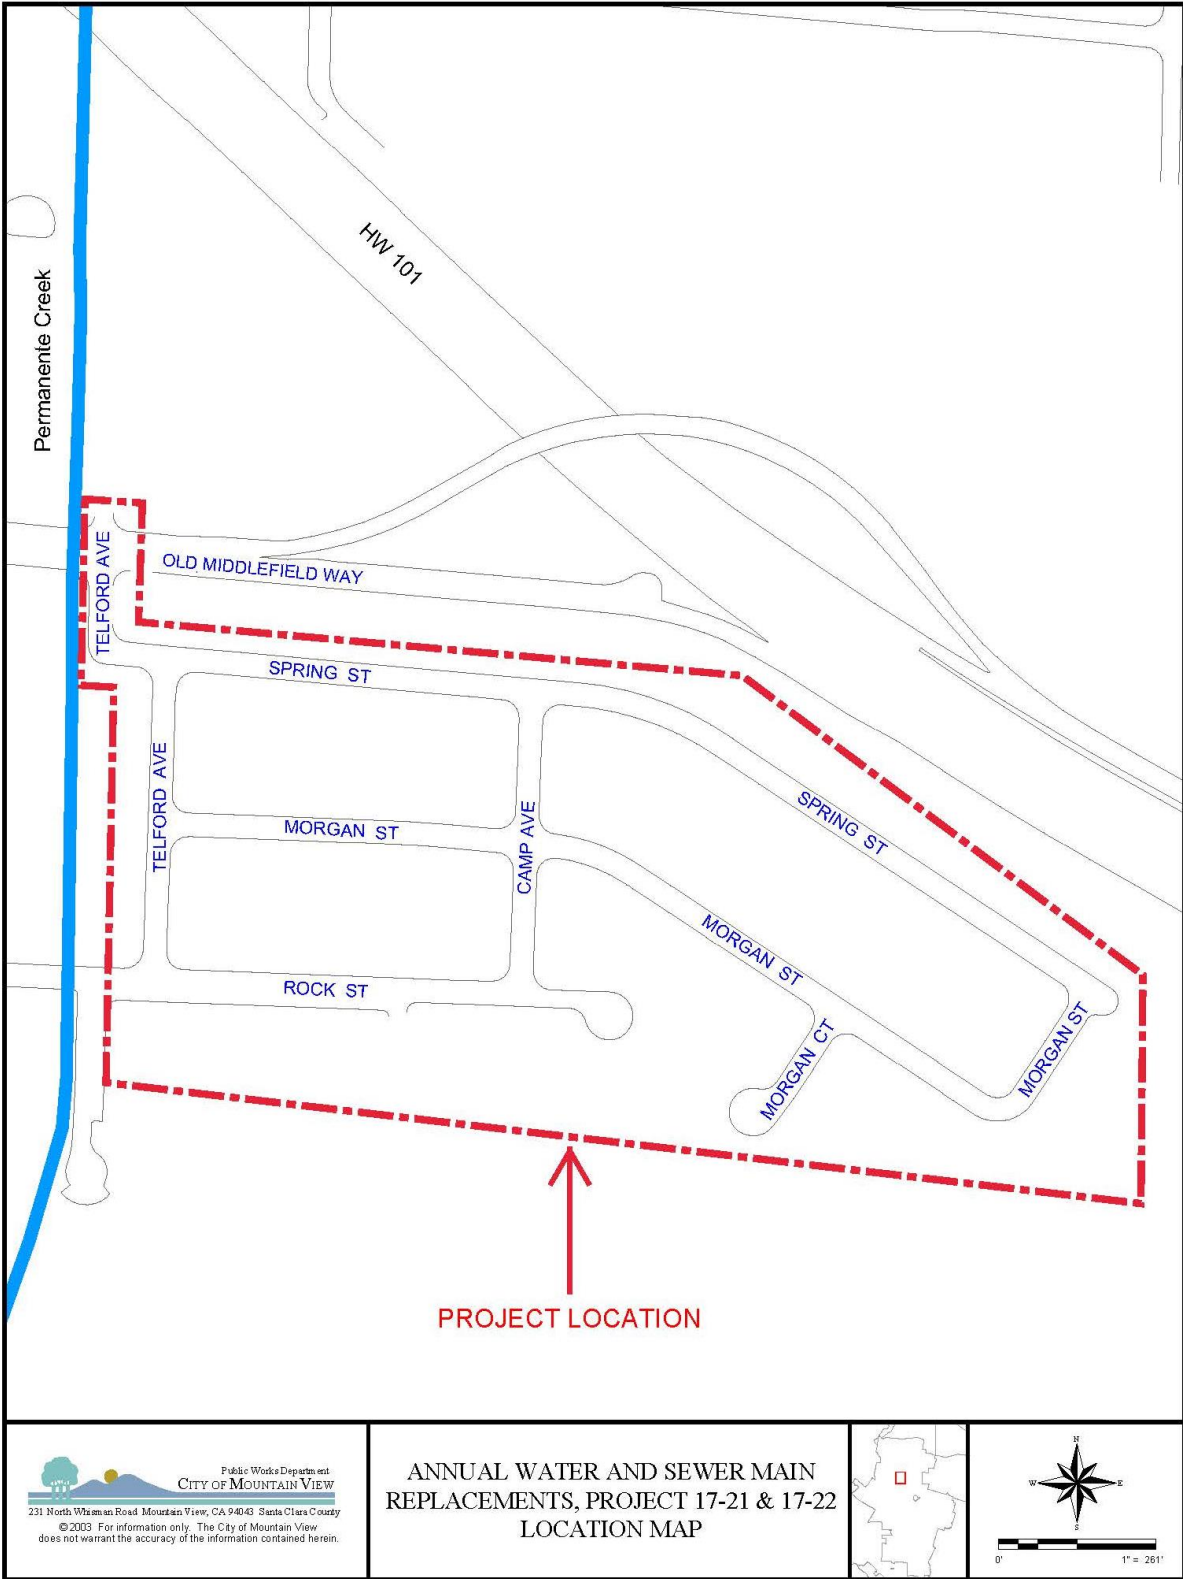 HW 101
Permanente Creek
TELFORD AVE
OLD MIDDLEFIELD WAY
SPRING ST
TELFORD AVE
MORGAN ST
CAMP AVE
SPRING ST
MORGAN ST
ROCK ST
MORGAN CT
MORGAN ST
PROJECT LOCATION
Public Works Department
CITY OF MOUNTAIN VIEW
231 North Whisman Road Mountain View, CA 94043 Santa Clara County
©2003 For information only. The City of Mountain View
does not warrant the accuracy of the information contained herein.
ANNUAL WATER AND SEWER MAIN
REPLACEMENTS, PROJECT 17-21 & 17-22
LOCATION MAP
N
W E
S
0' 1" = 261'